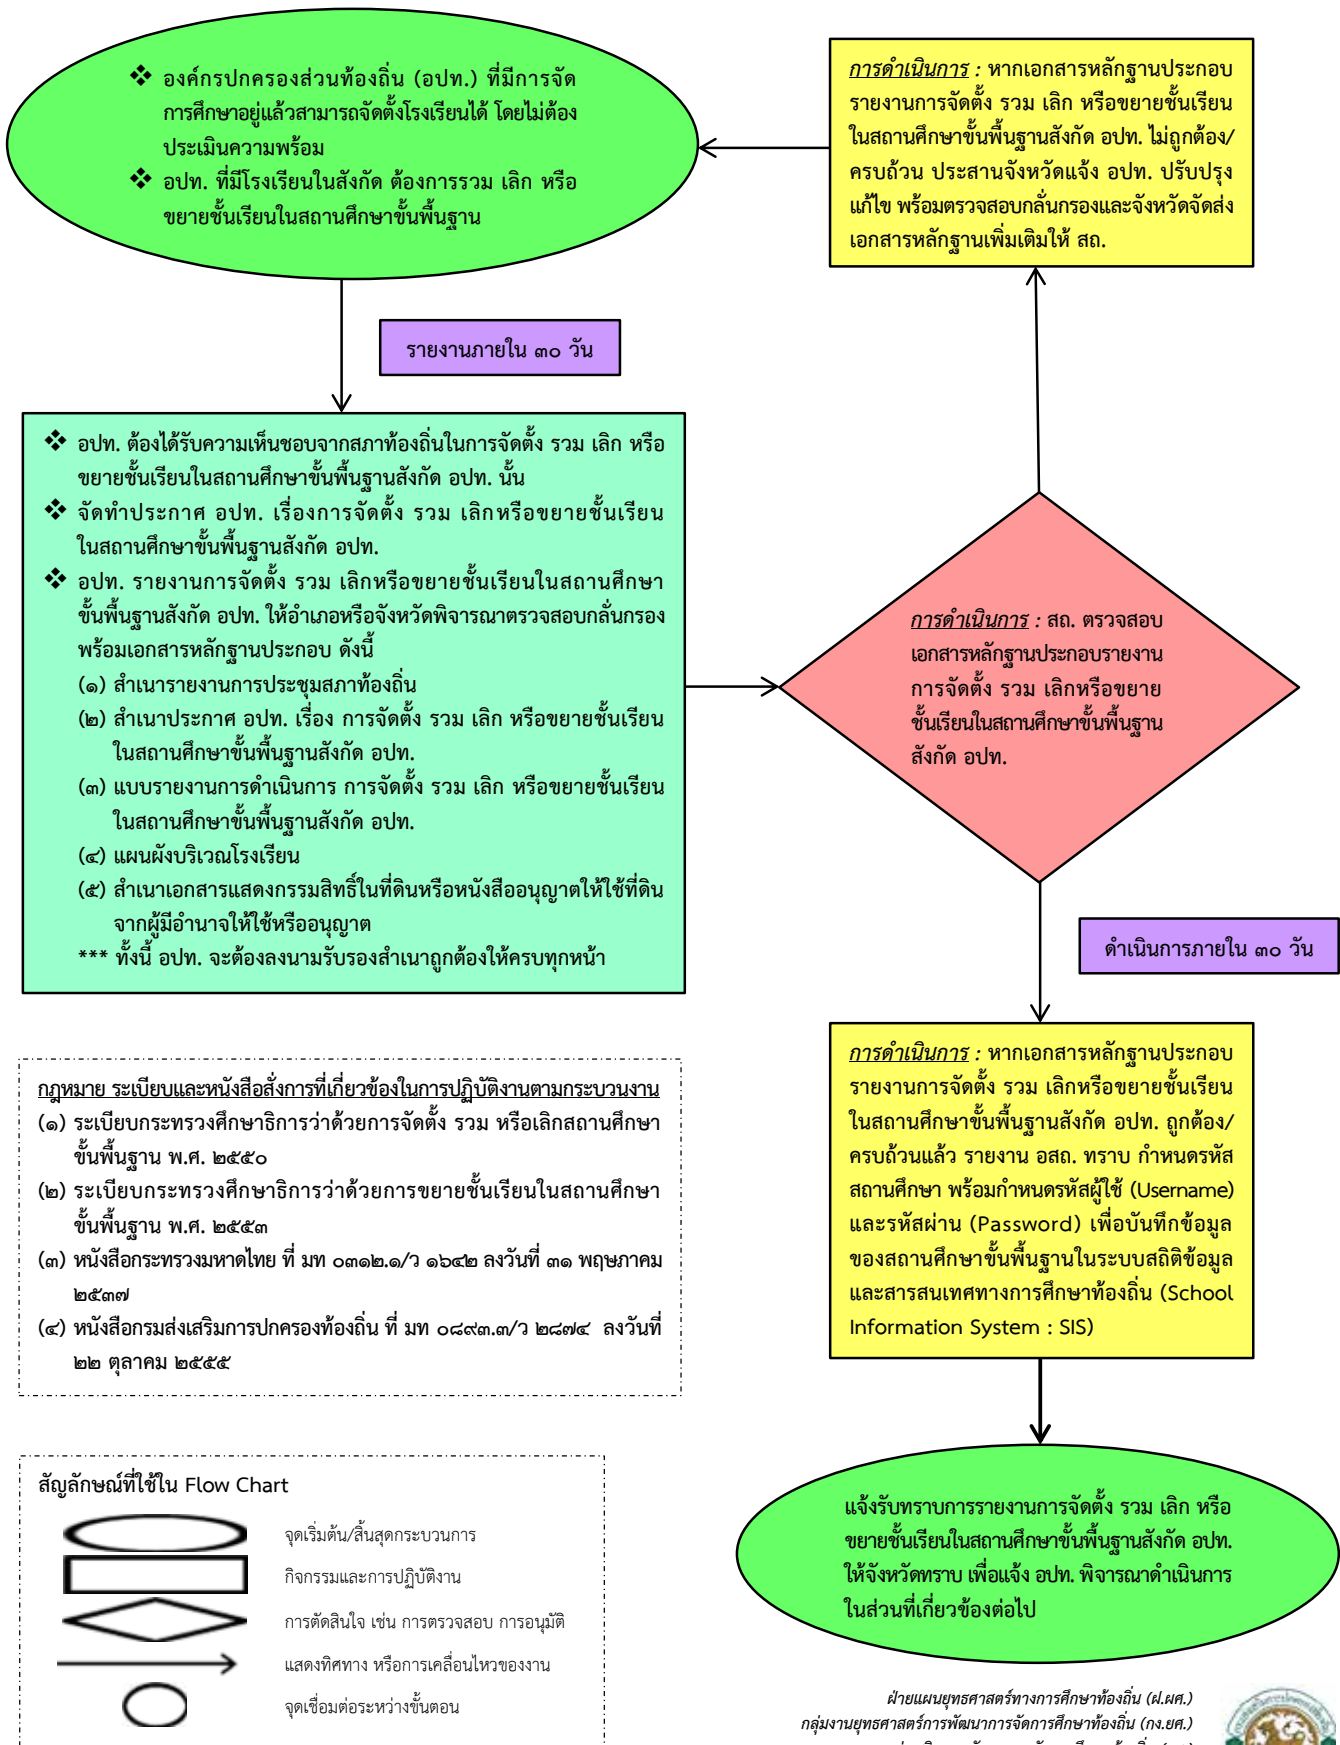 ❖ องค์กรปกครองส่วนท้องถิ่น (อปท.) ที่มีการจัด
การศึกษาอยู่แล้วสามารถจัดตั้งโรงเรียนได้ โดยไม่ต้อง
ประเมินความพร้อม
❖ อปท. ที่มีโรงเรียนในสังกัด ต้องการรวม เลิก หรือ
ขยายชั้นเรียนในสถานศึกษาขั้นพื้นฐาน
การดำเนินการ : หากเอกสารหลักฐานประกอบ
รายงานการจัดตั้ง รวม เลิก หรือขยายชั้นเรียน
ในสถานศึกษาขั้นพื้นฐานสังกัด อปท. ไม่ถูกต้อง/
ครบถ้วน ประสานจังหวัดแจ้ง อปท. ปรับปรุง
แก้ไข พร้อมตรวจสอบกลั่นกรองและจังหวัดจัดส่ง
เอกสารหลักฐานเพิ่มเติมให้ สถ.
รายงานภายใน ๓๐ วัน
❖ อปท. ต้องได้รับความเห็นชอบจากสภาท้องถิ่นในการจัดตั้ง รวม เลิก หรือ
ขยายชั้นเรียนในสถานศึกษาขั้นพื้นฐานสังกัด อปท. นั้น
❖ จัดทำประกาศ อปท. เรื่องการจัดตั้ง รวม เลิกหรือขยายชั้นเรียน
ในสถานศึกษาขั้นพื้นฐานสังกัด อปท.
❖ อปท. รายงานการจัดตั้ง รวม เลิกหรือขยายชั้นเรียนในสถานศึกษา
ขั้นพื้นฐานสังกัด อปท. ให้อำเภอหรือจังหวัดพิจารณาตรวจสอบกลั่นกรอง
พร้อมเอกสารหลักฐานประกอบ ดังนี้
(๑) สำเนารายงานการประชุมสภาท้องถิ่น
(๒) สำเนาประกาศ อปท. เรื่อง การจัดตั้ง รวม เลิก หรือขยายชั้นเรียน
ในสถานศึกษาขั้นพื้นฐานสังกัด อปท.
(๓) แบบรายงานการดำเนินการ การจัดตั้ง รวม เลิก หรือขยายชั้นเรียน
ในสถานศึกษาขั้นพื้นฐานสังกัด อปท.
(๔) แผนผังบริเวณโรงเรียน
(๕) สำเนาเอกสารแสดงกรรมสิทธิ์ในที่ดินหรือหนังสืออนุญาตให้ใช้ที่ดิน
จากผู้มีอำนาจให้ใช้หรืออนุญาต
*** ทั้งนี้ อปท. จะต้องลงนามรับรองสำเนาถูกต้องให้ครบทุกหน้า
การดำเนินการ : สถ. ตรวจสอบ
เอกสารหลักฐานประกอบรายงาน
การจัดตั้ง รวม เลิกหรือขยาย
ชั้นเรียนในสถานศึกษาขั้นพื้นฐาน
สังกัด อปท.
ดำเนินการภายใน ๓๐ วัน
การดำเนินการ : หากเอกสารหลักฐานประกอบ
รายงานการจัดตั้ง รวม เลิกหรือขยายชั้นเรียน
ในสถานศึกษาขั้นพื้นฐานสังกัด อปท. ถูกต้อง/
ครบถ้วนแล้ว รายงาน อสถ. ทราบ กำหนดรหัส
สถานศึกษา พร้อมกำหนดรหัสผู้ใช้ (Username)
และรหัสผ่าน (Password) เพื่อบันทึกข้อมูล
ของสถานศึกษาขั้นพื้นฐานในระบบสถิติข้อมูล
และสารสนเทศทางการศึกษาท้องถิ่น (School
Information System : SIS)
กฎหมาย ระเบียบและหนังสือสั่งการที่เกี่ยวข้องในการปฏิบัติงานตามกระบวนงาน
(๑) ระเบียบกระทรวงศึกษาธิการว่าด้วยการจัดตั้ง รวม หรือเลิกสถานศึกษา
ขั้นพื้นฐาน พ.ศ. ๒๕๕๐
(๒) ระเบียบกระทรวงศึกษาธิการว่าด้วยการขยายชั้นเรียนในสถานศึกษา
ขั้นพื้นฐาน พ.ศ. ๒๕๕๓
(๓) หนังสือกระทรวงมหาดไทย ที่ มท ๐๓๑๒.๑/ว ๑๖๔๒ ลงวันที่ ๓๑ พฤษภาคม
๒๕๓๗
(๔) หนังสือกรมส่งเสริมการปกครองท้องถิ่น ที่ มท ๐๘๙๓.๓/ว ๒๘๗๔ ลงวันที่
๒๒ ตุลาคม ๒๕๕๕
แจ้งรับทราบการรายงานการจัดตั้ง รวม เลิก หรือ
ขยายชั้นเรียนในสถานศึกษาขั้นพื้นฐานสังกัด อปท.
ให้จังหวัดทราบ เพื่อแจ้ง อปท. พิจารณาดำเนินการ
ในส่วนที่เกี่ยวข้องต่อไป
สัญลักษณ์ที่ใช้ใน Flow Chart
จุดเริ่มต้น/สิ้นสุดกระบวนการ
กิจกรรมและการปฏิบัติงาน
การตัดสินใจ เช่น การตรวจสอบ การอนุมัติ
แสดงทิศทาง หรือการเคลื่อนไหวของงาน
จุดเชื่อมต่อระหว่างขั้นตอน
ฝ่ายแผนยุทธศาสตร์ทางการศึกษาท้องถิ่น (ฝ.ผศ.)
กลุ่มงานยุทธศาสตร์การพัฒนาการจัดการศึกษาท้องถิ่น (กง.ยศ.)